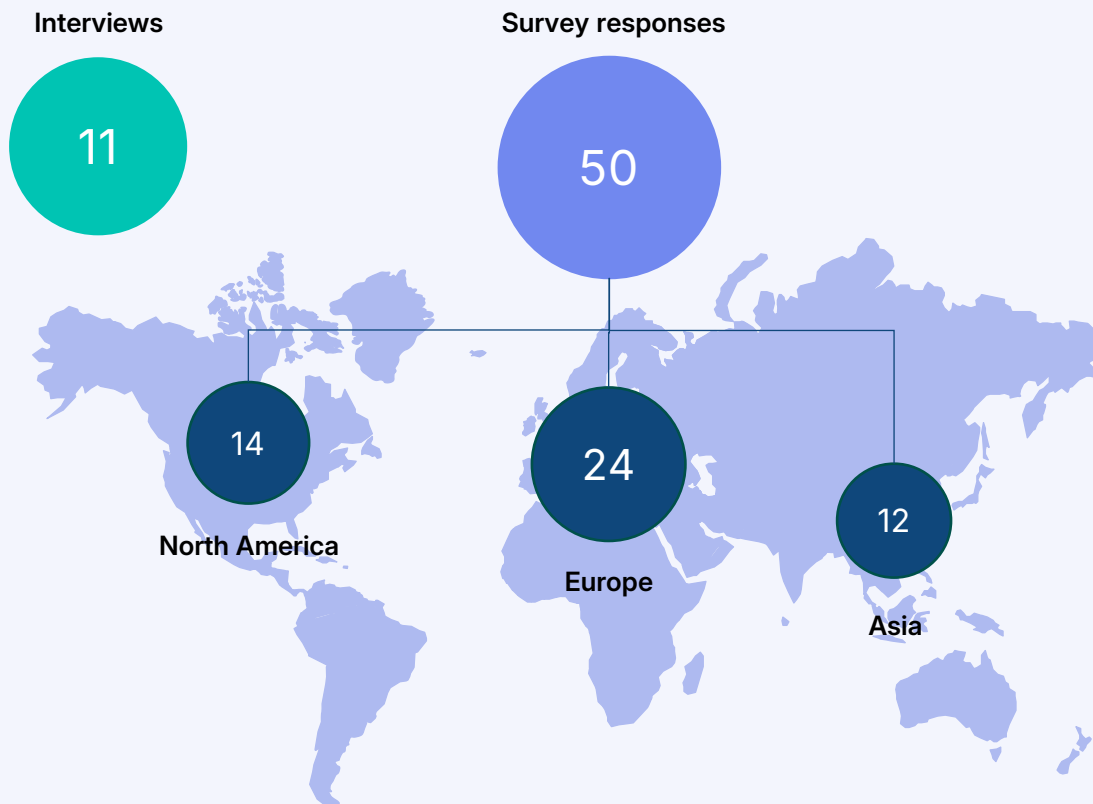 Interviews
Survey responses
11
50
14
24
12
North America
Europe
Asia